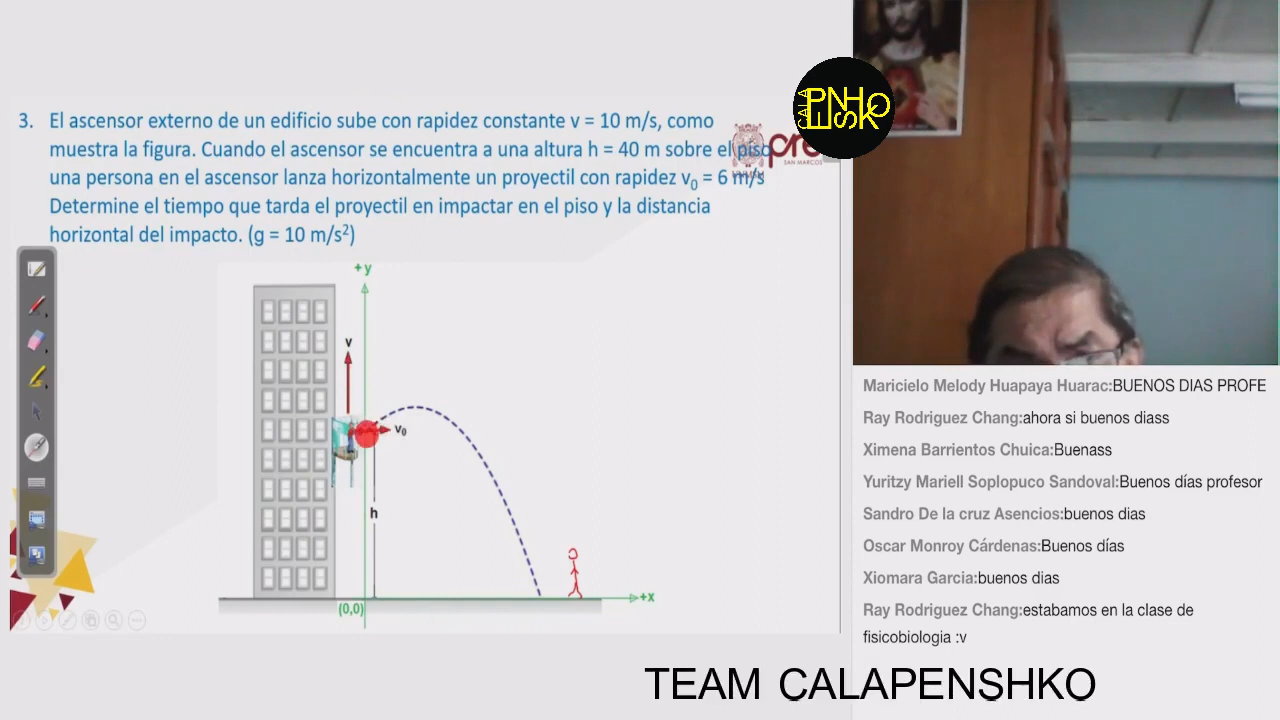 3. El ascensor externo de un edificio sube con rapidez constante v = 10 m/s, como
muestra la figura. Cuando el ascensor se encuentra a una altura h = 40 m sobre el piso
una persona en el ascensor lanza horizontalmente un proyectil con rapidez v₀ = 6 m/s
Determine el tiempo que tarda el proyectil en impactar en el piso y la distancia
horizontal del impacto. (g = 10 m/s²)
pre
SAN MARCOS
CALA
PENSHKO
+y
v
v₀
h
(0,0)
+x
Maricielo Melody Huapaya Huarac:BUENOS DIAS PROFE
Ray Rodriguez Chang:ahora si buenos diass
Ximena Barrientos Chuica:Buenass
Yuritzy Mariell Soplopuco Sandoval:Buenos días profesor
Sandro De la cruz Asencios:buenos dias
Oscar Monroy Cárdenas:Buenos días
Xiomara Garcia:buenos dias
Ray Rodriguez Chang:estabamos en la clase de
fisicobiologia :v
TEAM CALAPENSHKO